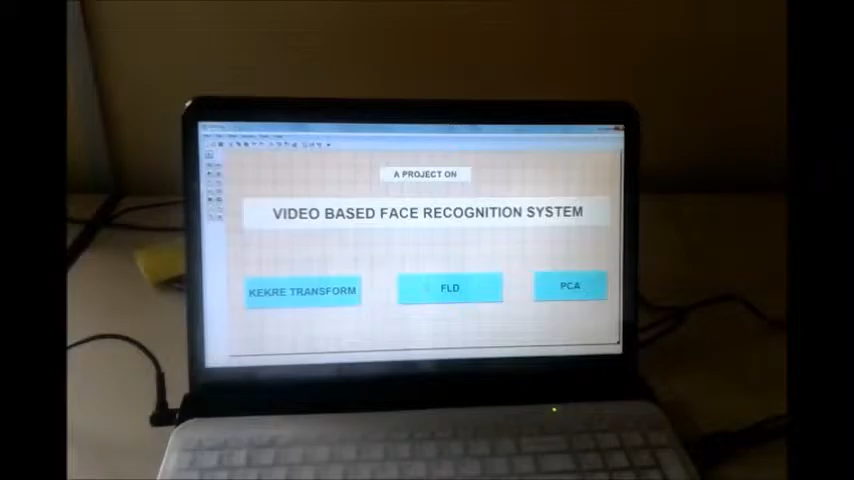 A PROJECT ON
VIDEO BASED FACE RECOGNITION SYSTEM
KEKRE TRANSFORM
FLD
PCA